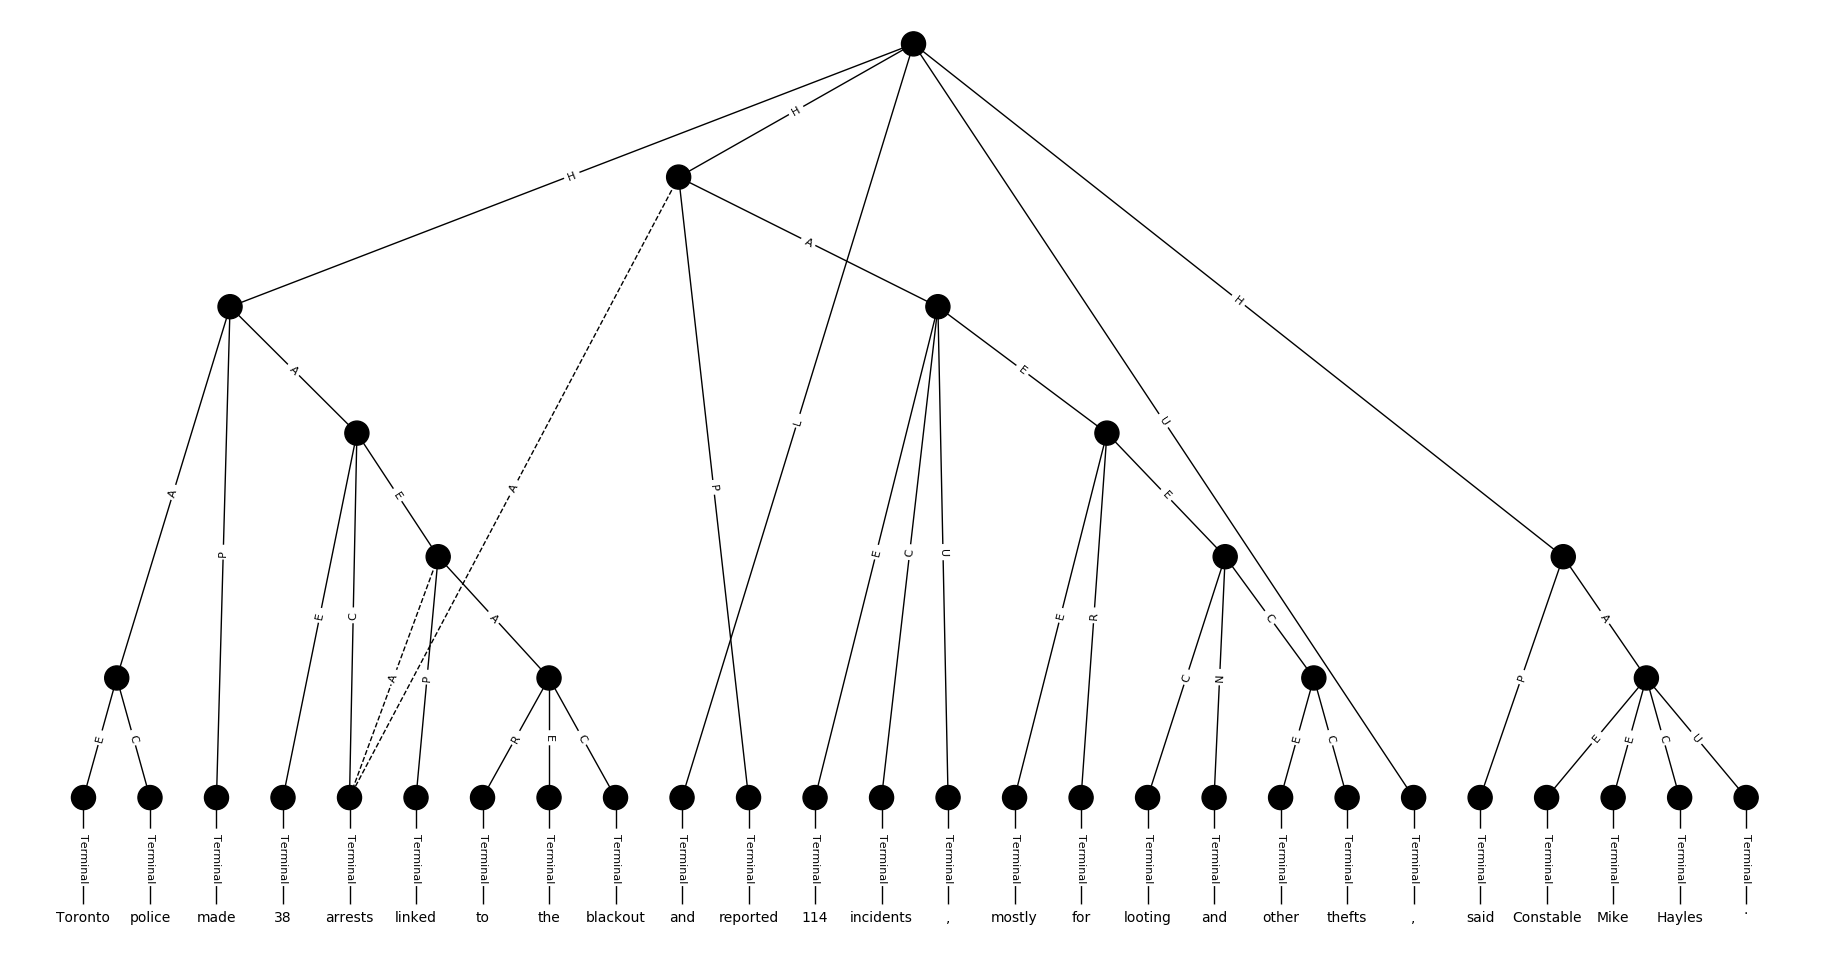 H
H
A
H
A
E
L
U
A
E
A
P
E
P
E
C
U
E
C
A
E
R
A
P
C
N
C
P
A
E
C
R
E
C
E
C
E
E
C
U
Terminal Terminal Terminal Terminal Terminal Terminal Terminal Terminal Terminal Terminal Terminal Terminal Terminal Terminal Terminal Terminal Terminal Terminal Terminal Terminal Terminal Terminal Terminal Terminal Terminal Terminal
Toronto police made 38 arrests linked to the blackout and reported 114 incidents , mostly for looting and other thefts , said Constable Mike Hayles .